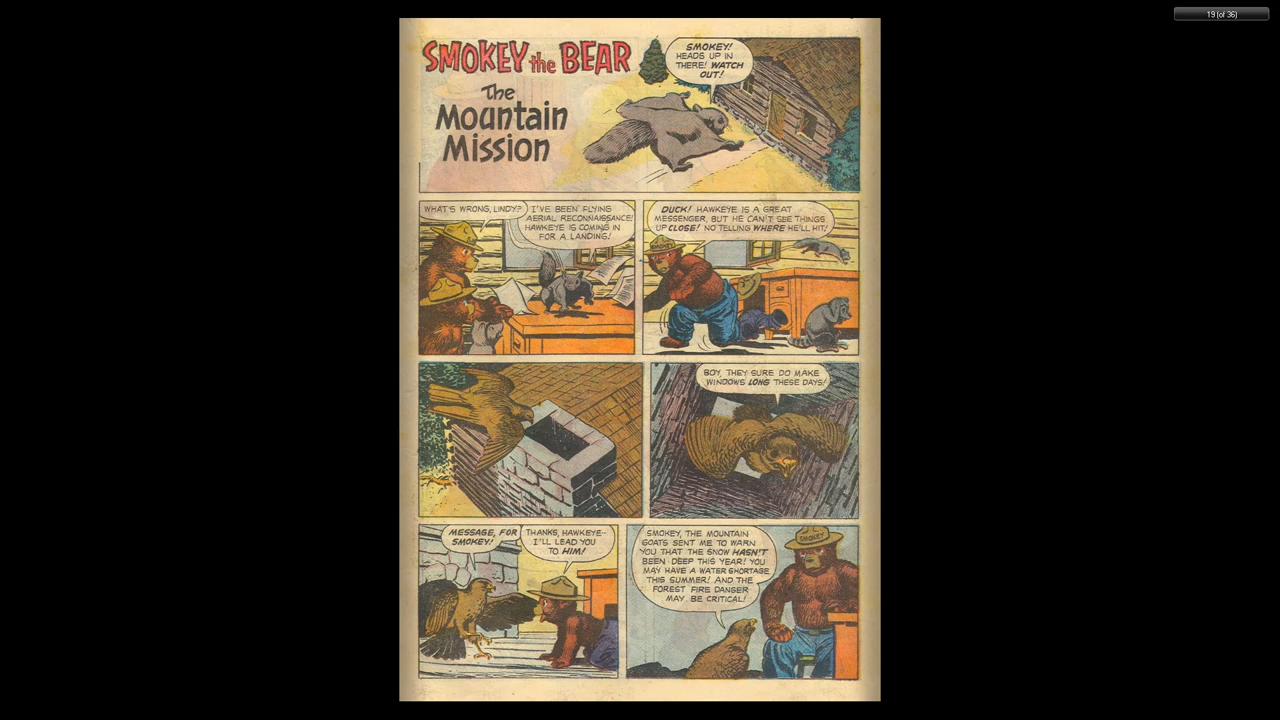 19 (of 36)
SMOKEY the BEAR
The
Mountain
Mission
SMOKEY!
HEADS UP IN
THERE! WATCH
OUT!
WHAT'S WRONG, LINDY?
I'VE BEEN FLYING
AERIAL RECONNAISSANCE!
HAWKEYE IS COMING IN
FOR A LANDING!
DUCK! HAWKEYE IS A GREAT
MESSENGER, BUT HE CAN'T SEE THINGS
UP CLOSE! NO TELLING WHERE HE'LL HIT!
SMOKEY
BOY, THEY SURE DO MAKE
WINDOWS LONG THESE DAYS!
MESSAGE, FOR
SMOKEY!
THANKS, HAWKEYE--
I'LL LEAD YOU
TO HIM!
SMOKEY, THE MOUNTAIN
GOATS SENT ME TO WARN
YOU THAT THE SNOW HASN'T
BEEN DEEP THIS YEAR! YOU
MAY HAVE A WATER SHORTAGE
THIS SUMMER! AND THE
FOREST FIRE DANGER
MAY BE CRITICAL!
SMOKEY